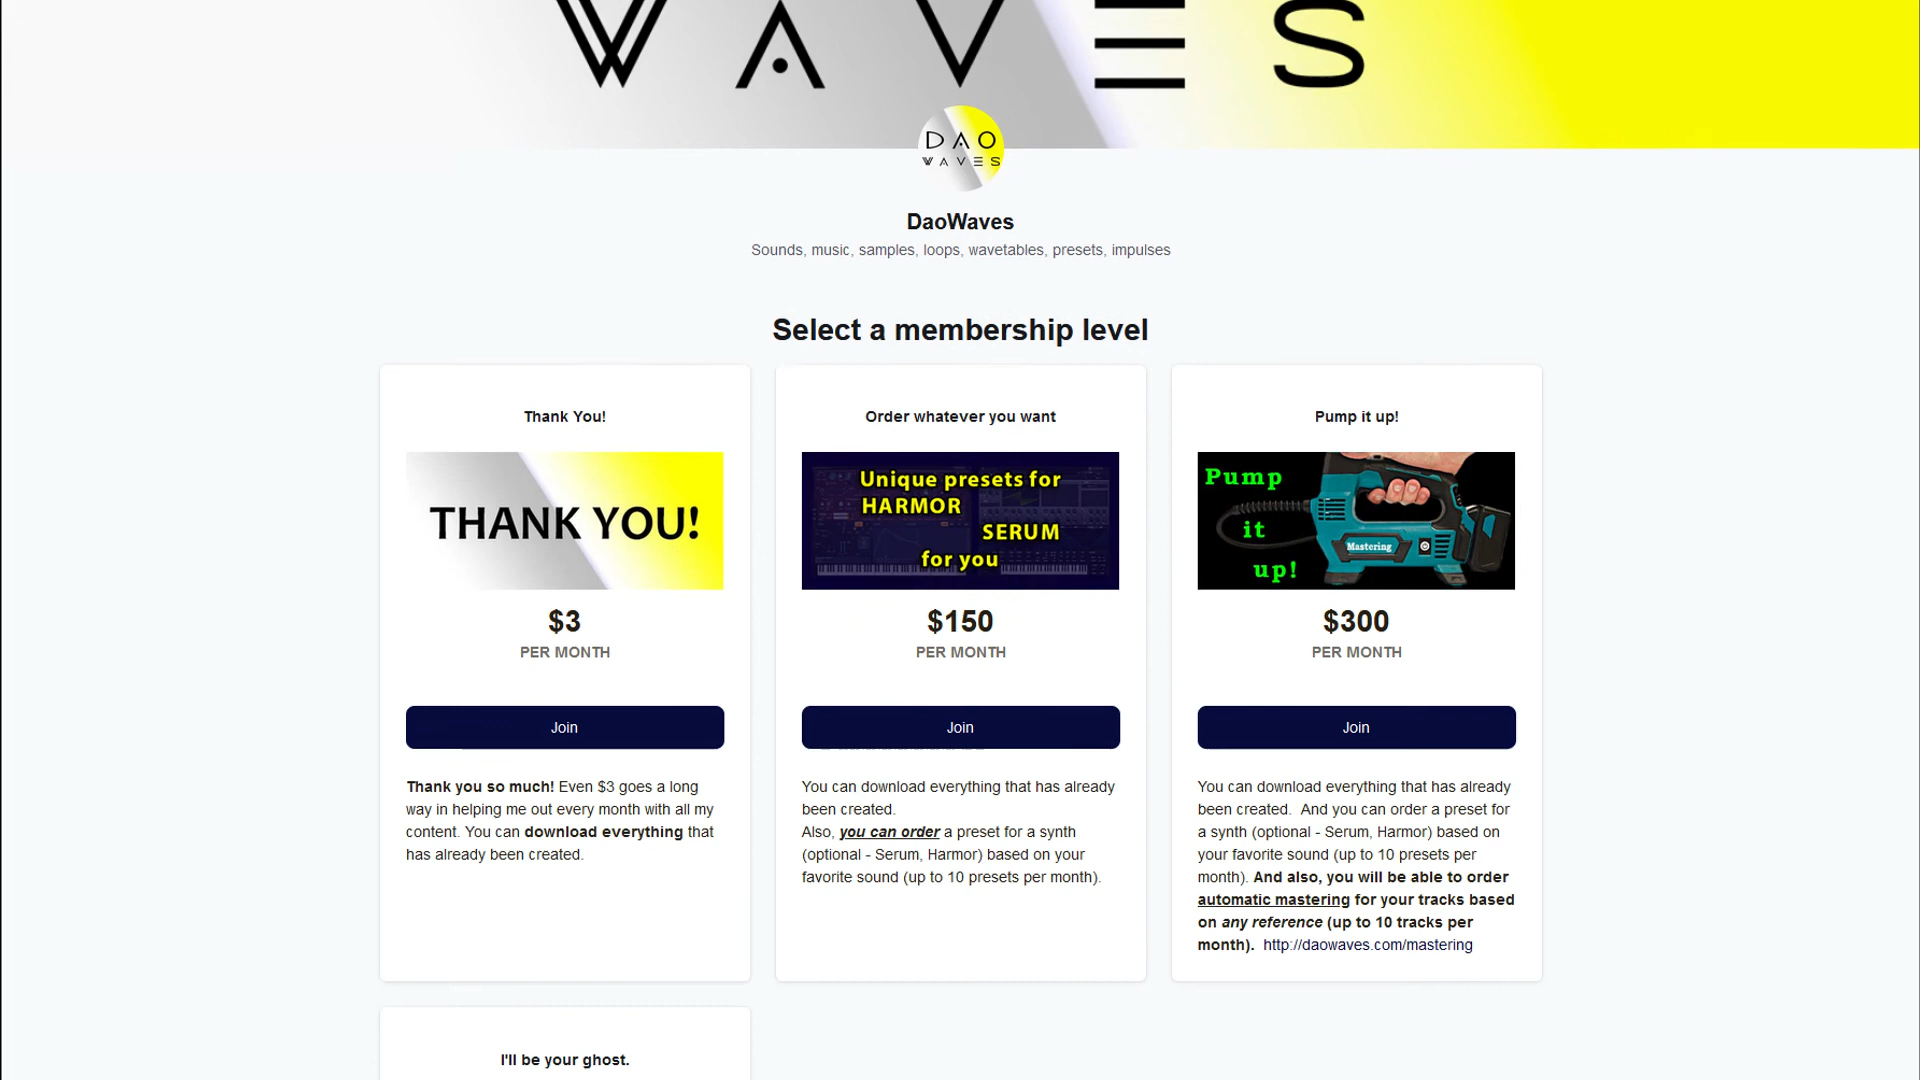 WAVES
DAO
WAVES
DaoWaves
Sounds, music, samples, loops, wavetables, presets, impulses
Select a membership level
Thank You!
THANK YOU!
$3
PER MONTH
Join
Thank you so much! Even $3 goes a long
way in helping me out every month with all my
content. You can download everything that
has already been created.
Order whatever you want
Unique presets for
HARMOR
SERUM
for you
$150
PER MONTH
Join
You can download everything that has already
been created.
Also, you can order a preset for a synth
(optional - Serum, Harmor) based on your
favorite sound (up to 10 presets per month).
Pump it up!
Pump
it
up!
Mastering
$300
PER MONTH
Join
You can download everything that has already
been created.  And you can order a preset for
a synth (optional - Serum, Harmor) based on
your favorite sound (up to 10 presets per
month). And also, you will be able to order
automatic mastering for your tracks based
on any reference (up to 10 tracks per
month).  http://daowaves.com/mastering
I'll be your ghost.